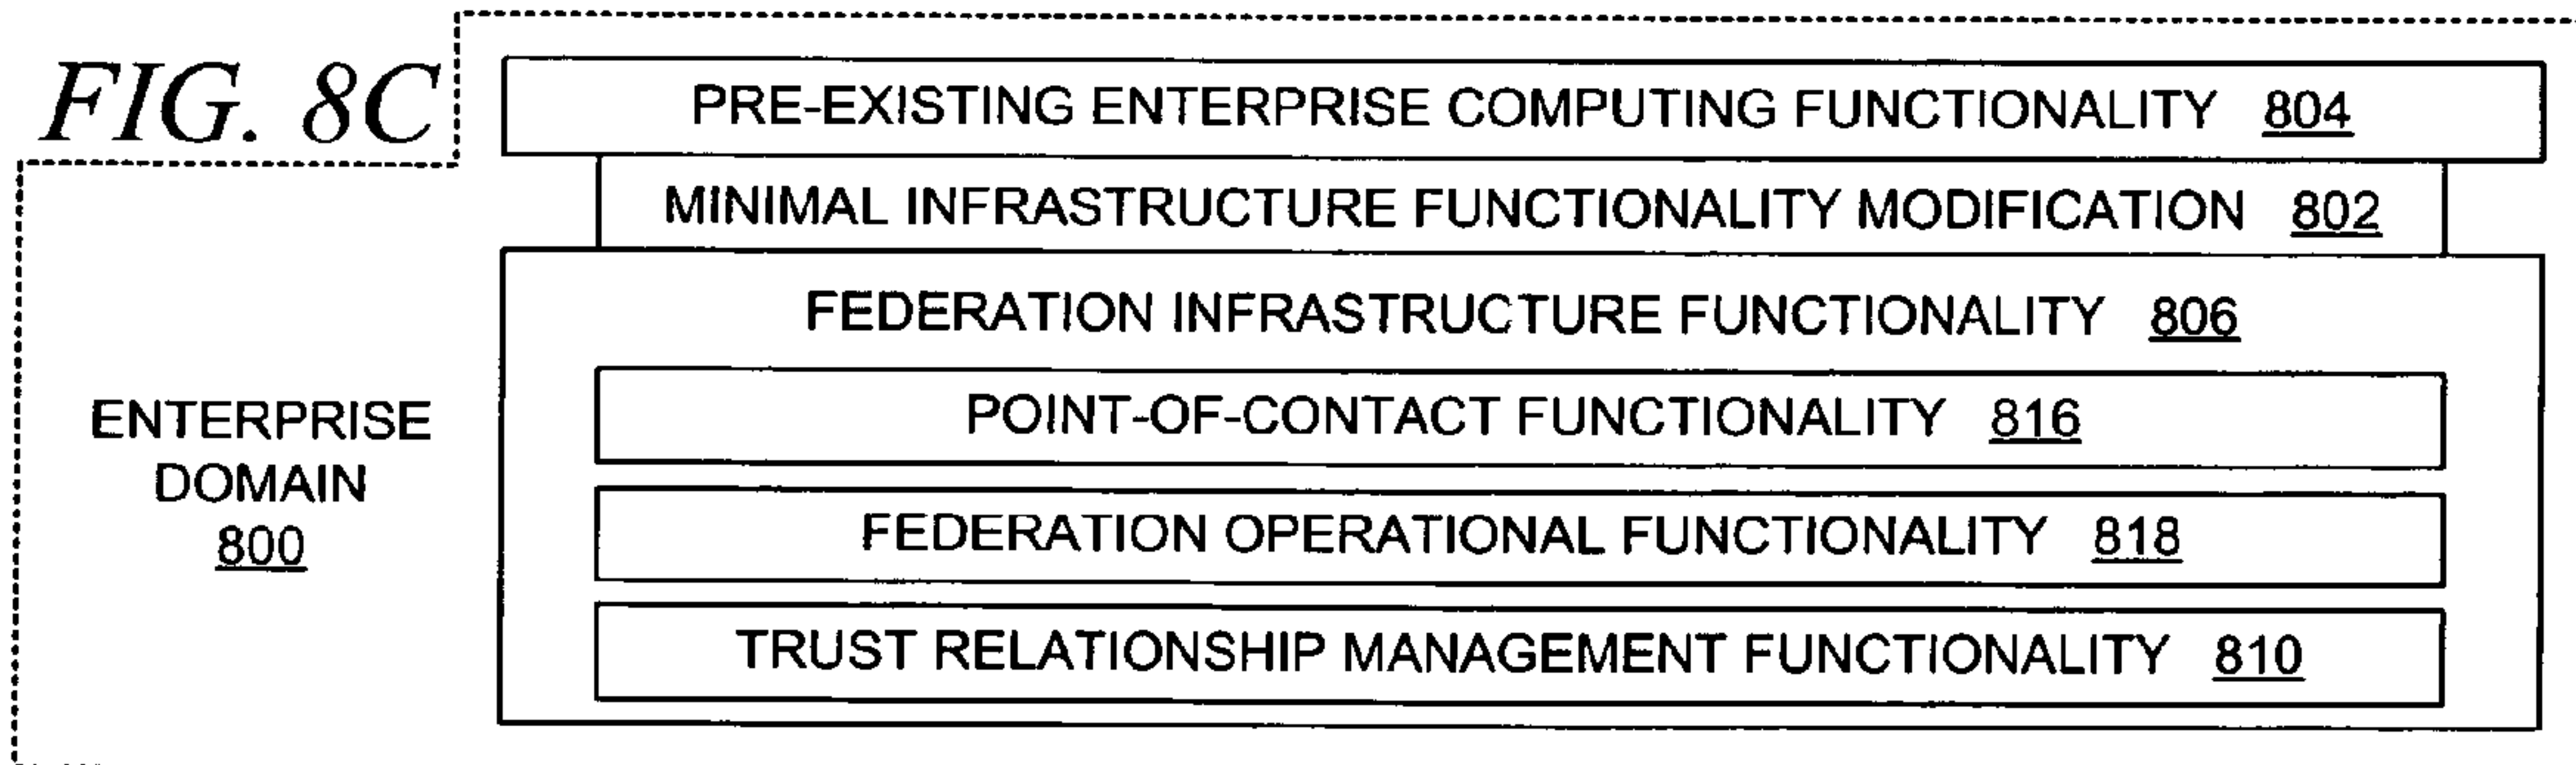 FIG. 8C
PRE-EXISTING ENTERPRISE COMPUTING FUNCTIONALITY 804
MINIMAL INFRASTRUCTURE FUNCTIONALITY MODIFICATION 802
FEDERATION INFRASTRUCTURE FUNCTIONALITY 806
POINT-OF-CONTACT FUNCTIONALITY 816
FEDERATION OPERATIONAL FUNCTIONALITY 818
TRUST RELATIONSHIP MANAGEMENT FUNCTIONALITY 810
ENTERPRISE
DOMAIN
800